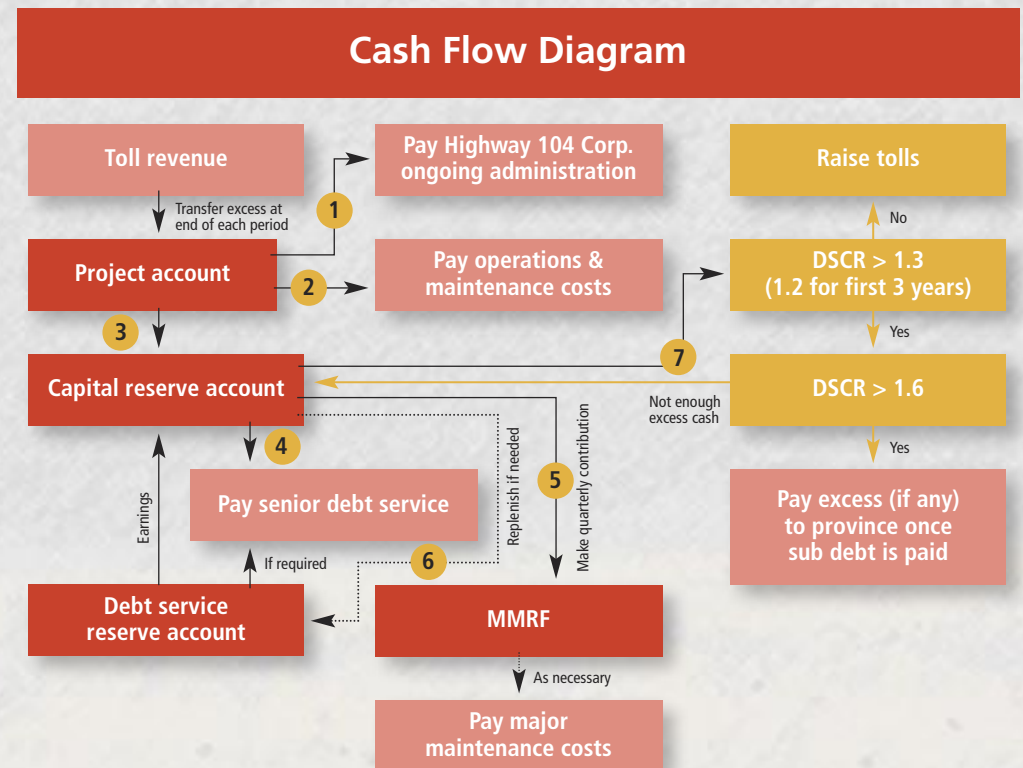 Cash Flow Diagram
Toll revenue
Transfer excess at
end of each period
1
Pay Highway 104 Corp.
ongoing administration
Raise tolls
No
Project account
2
Pay operations &
maintenance costs
DSCR > 1.3
(1.2 for first 3 years)
Yes
3
7
Capital reserve account
Not enough
excess cash
DSCR > 1.6
Yes
4
5
Make quarterly contribution
Replenish if needed
Pay senior debt service
Pay excess (if any)
to province once
sub debt is paid
Earnings
If required
6
Debt service
reserve account
MMRF
As necessary
Pay major
maintenance costs